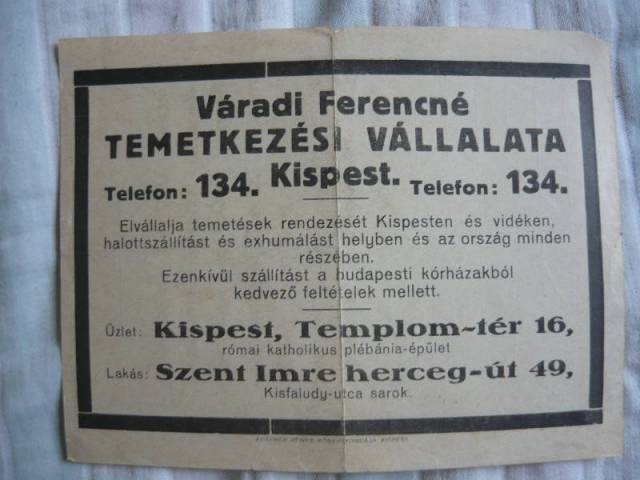 Váradi Ferencné
TEMETKEZÉSI VÁLLALATA
Telefon: 134. Kispest. Telefon: 134.
Elvállalja temetések rendezését Kispesten és vidéken,
halottszállítást és exhumálást helyben és az ország minden
részében.
Ezenkívül szállítást a budapesti kórházakból
kedvező feltételek mellett.
Üzlet: Kispest, Templom-tér 16,
római katholikus plébánia-épület
Lakás: Szent Imre herceg-út 49,
Kisfaludy-utca sarok.